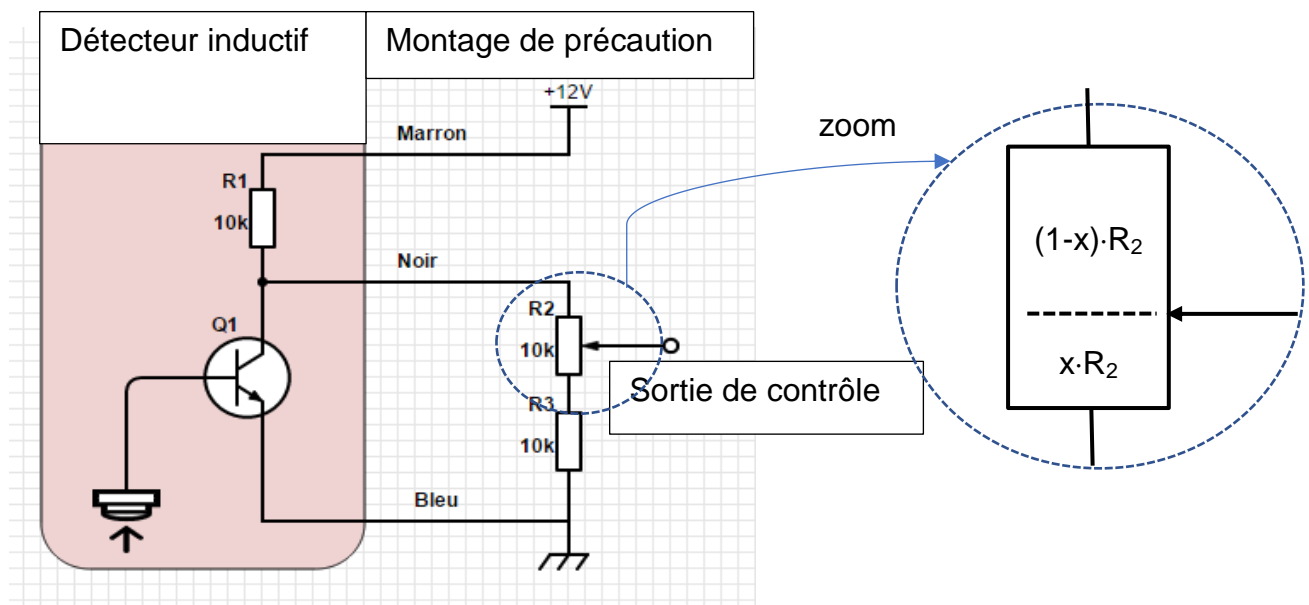 Détecteur inductif
Montage de précaution
+12V
Marron
zoom
R1
10k
(1-x)·R₂
Noir
R2
10k
Q1
x·R₂
Sortie de contrôle
R3
10k
Bleu